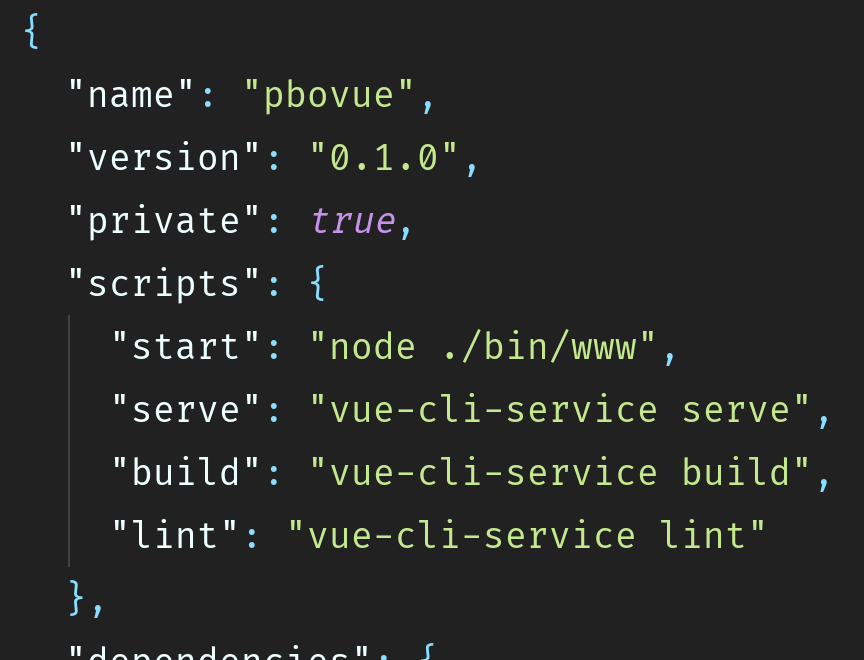 {
"name": "pbovue",
"version": "0.1.0",
"private": true,
"scripts": {
"start": "node ./bin/www",
"serve": "vue-cli-service serve",
"build": "vue-cli-service build",
"lint": "vue-cli-service lint"
},
"dependencies": {